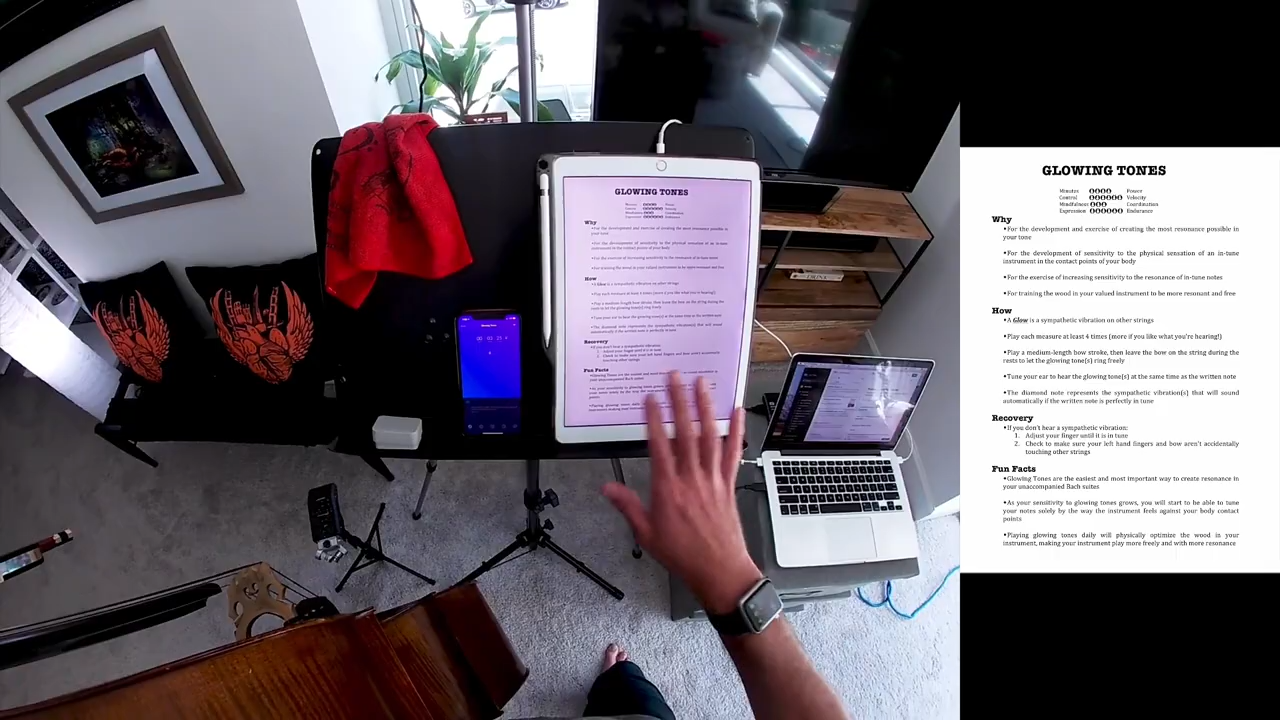 GLOWING TONES
Minutes Power
Control Velocity
Mindfulness Coordination
Expression Endurance
Why
•For the development and exercise of creating the most resonance possible in
your tone
•For the development of sensitivity to the physical sensation of an in-tune
instrument in the contact points of your body
•For the exercise of increasing sensitivity to the resonance of in-tune notes
•For training the wood in your valued instrument to be more resonant and free
How
•A Glow is a sympathetic vibration on other strings
•Play each measure at least 4 times (more if you like what you're hearing!)
•Play a medium-length bow stroke, then leave the bow on the string during the
rests to let the glowing tone(s) ring freely
•Tune your ear to hear the glowing tone(s) at the same time as the written note
•The diamond note represents the sympathetic vibration(s) that will sound
automatically if the written note is perfectly in tune
Recovery
•If you don't hear a sympathetic vibration:
1. Adjust your finger until it is in tune
2. Check to make sure your left hand fingers and bow aren't accidentally
touching other strings
Fun Facts
•Glowing Tones are the easiest and most important way to create resonance in
your unaccompanied Bach suites
•As your sensitivity to glowing tones grows, you will start to be able to tune
your notes solely by the way the instrument feels against your body contact
points
•Playing glowing tones daily will physically optimize the wood in your
instrument, making your instrument play more freely and with more resonance
GLOWING TONES
Why
How
Recovery
Fun Facts